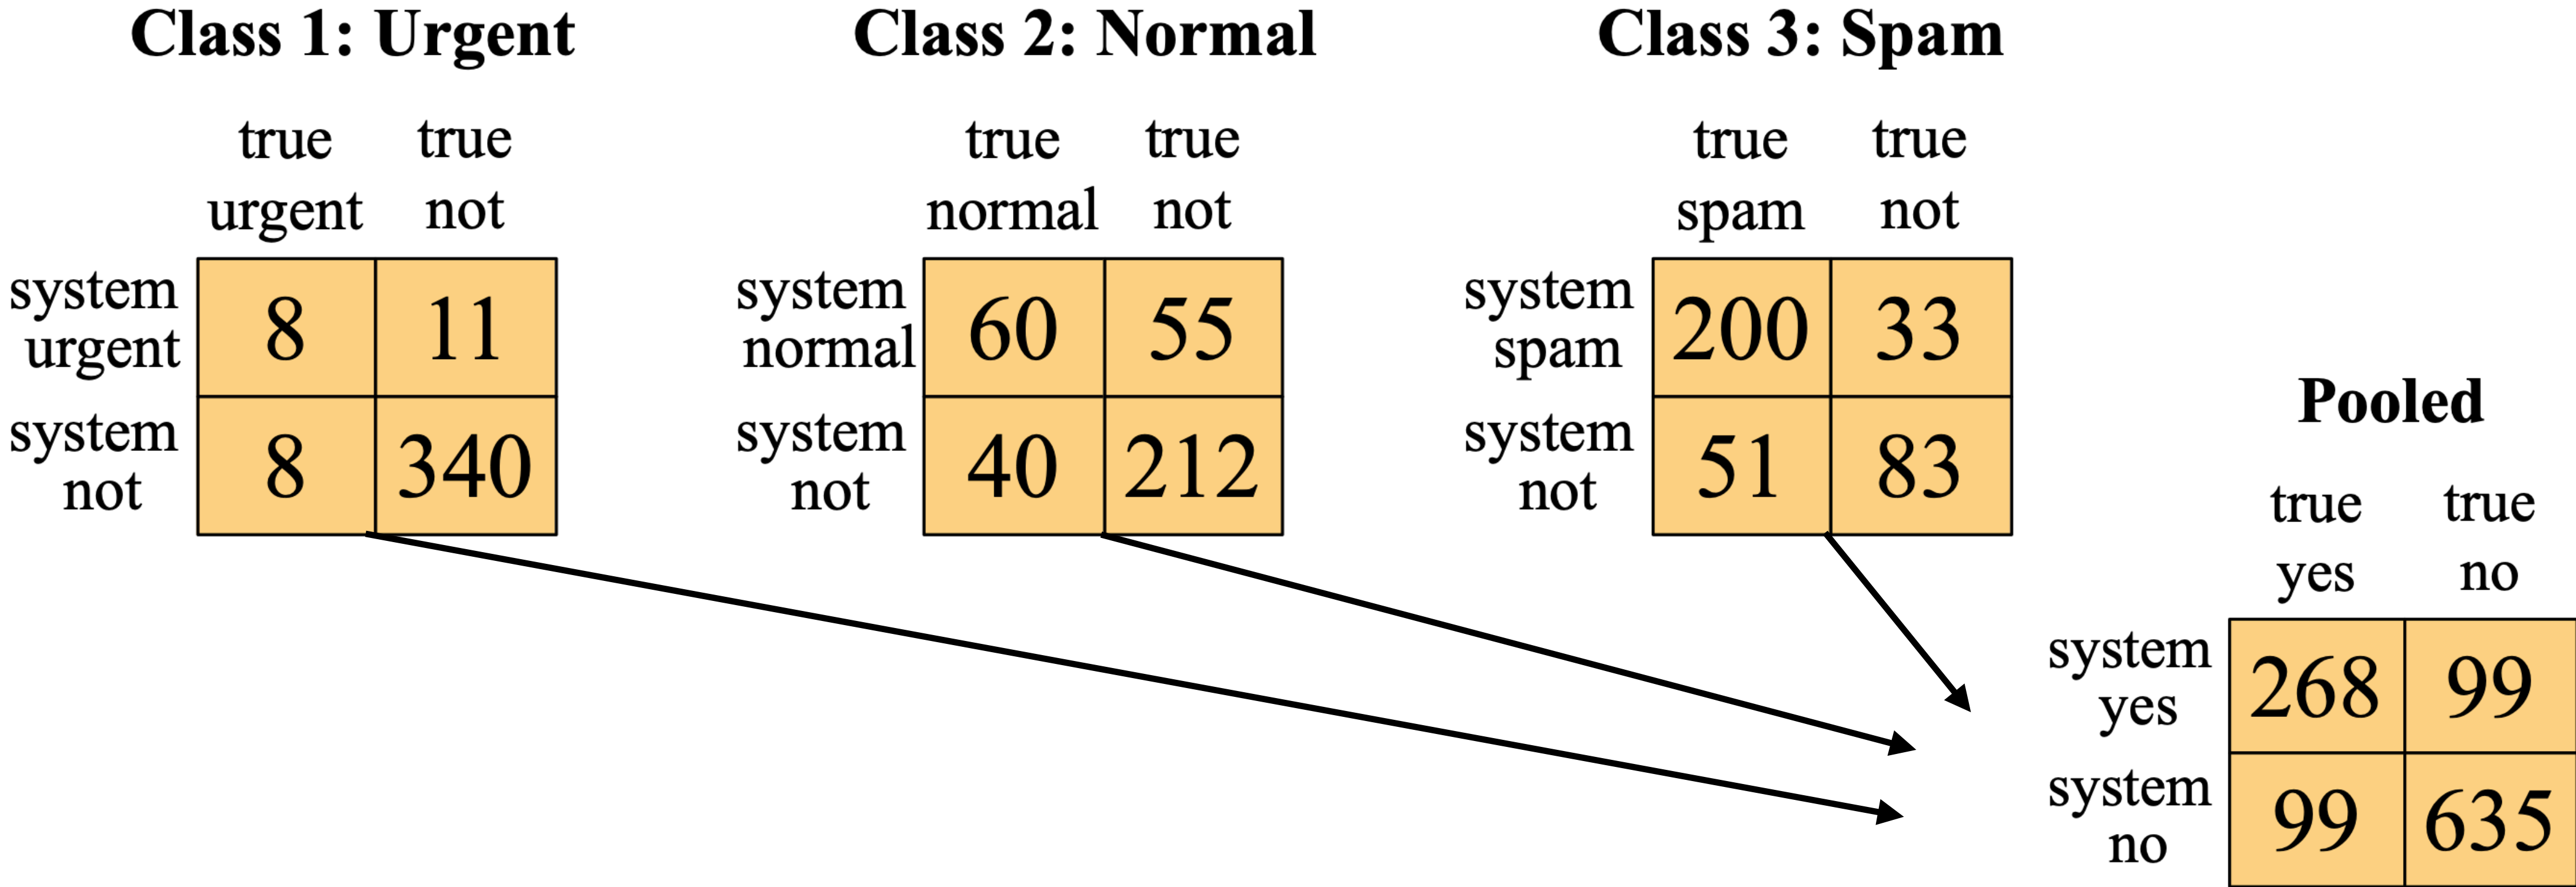 Class 1: Urgent
Class 2: Normal
Class 3: Spam
true true
urgent not
true true
normal not
true true
spam not
system
urgent
8 11
system
not
8 340
system
normal
60 55
system
not
40 212
system
spam
200 33
system
not
51 83
Pooled
true true
yes no
system
yes
268 99
system
no
99 635